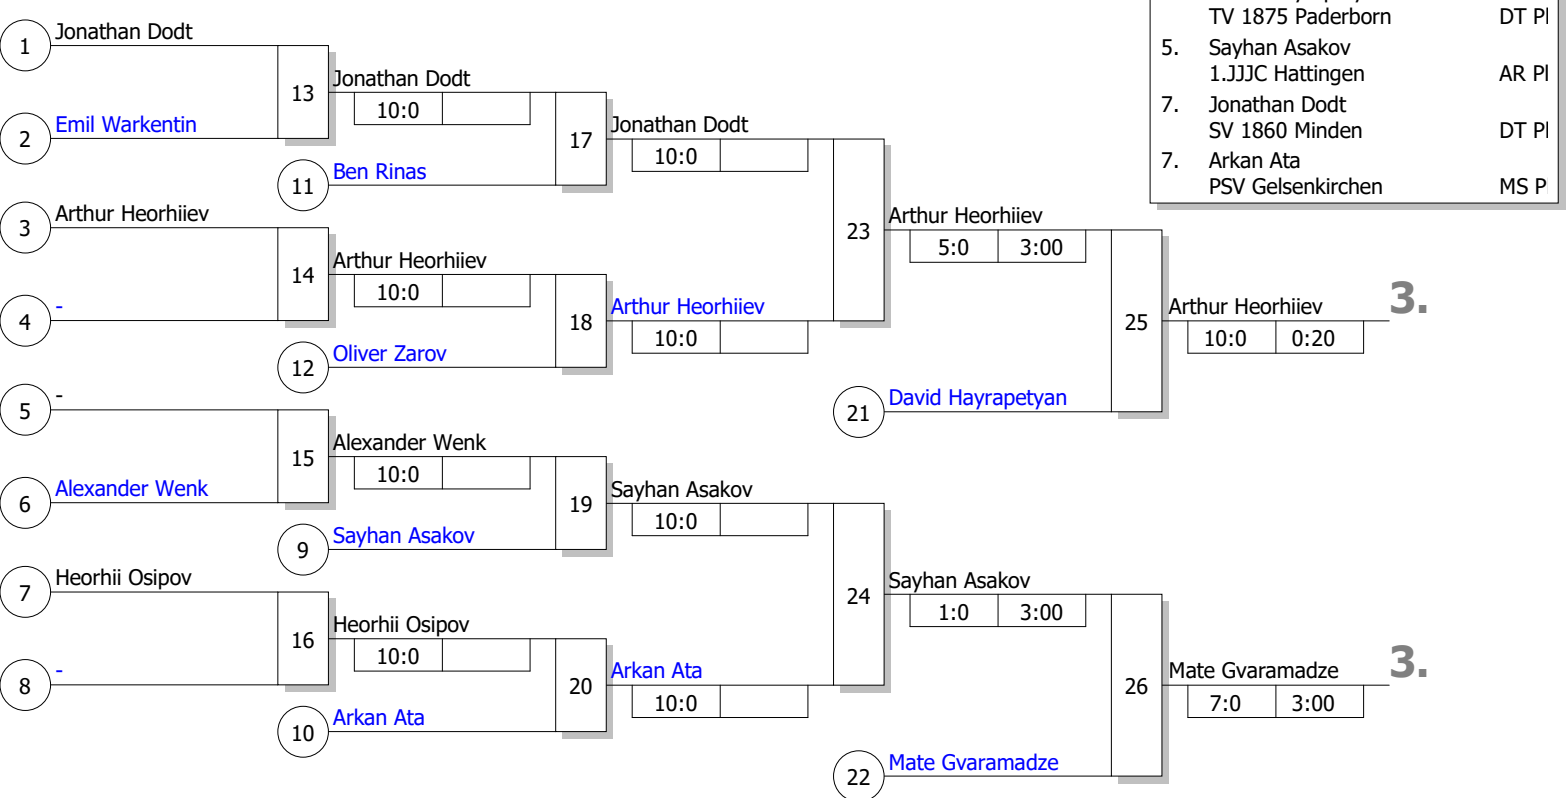 TV 1875 Paderborn DT
5. Sayhan Asakov
1.JJJC Hattingen AR
7. Jonathan Dodt
SV 1860 Minden DT
7. Arkan Ata
PSV Gelsenkirchen MS
1 Jonathan Dodt
13 Jonathan Dodt
10:0
2 Emil Warkentin
17 Jonathan Dodt
10:0
11 Ben Rinas
3 Arthur Heorhiiev
23 Arthur Heorhiiev
5:0 3:00
14 Arthur Heorhiiev
10:0
4 -
18 Arthur Heorhiiev
10:0
12 Oliver Zarov
25 Arthur Heorhiiev 3.
10:0 0:20
5 -
21 David Hayrapetyan
15 Alexander Wenk
10:0
6 Alexander Wenk
19 Sayhan Asakov
10:0
9 Sayhan Asakov
7 Heorhii Osipov
24 Sayhan Asakov
1:0 3:00
16 Heorhii Osipov
10:0
8 -
20 Arkan Ata
10:0
10 Arkan Ata
26 Mate Gvaramadze 3.
7:0 3:00
22 Mate Gvaramadze